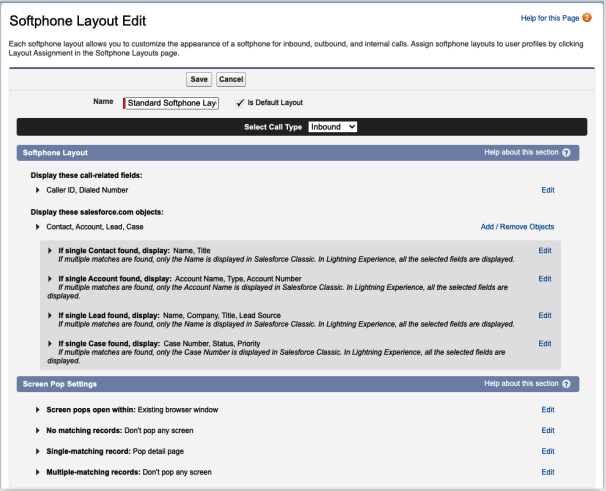 Softphone Layout Edit
Help for this Page
Each softphone layout allows you to customize the appearance of a softphone for inbound, outbound, and internal calls. Assign softphone layouts to user profiles by clicking
Layout Assignment in the Softphone Layouts page.
Save Cancel
Name Standard Softphone Lay Is Default Layout
Select Call Type Inbound
Softphone Layout Help about this section ?
Display these call-related fields:
Caller ID, Dialed Number Edit
Display these salesforce.com objects:
Contact, Account, Lead, Case Add / Remove Objects
If single Contact found, display: Name, Title Edit
If multiple matches are found, only the Name is displayed in Salesforce Classic. In Lightning Experience, all the selected fields are displayed.
If single Account found, display: Account Name, Type, Account Number Edit
If multiple matches are found, only the Account Name is displayed in Salesforce Classic. In Lightning Experience, all the selected fields are
displayed.
If single Lead found, display: Name, Company, Title, Lead Source Edit
If multiple matches are found, only the Name is displayed in Salesforce Classic. In Lightning Experience, all the selected fields are displayed.
If single Case found, display: Case Number, Status, Priority Edit
If multiple matches are found, only the Case Number is displayed in Salesforce Classic. In Lightning Experience, all the selected fields are
displayed.
Screen Pop Settings Help about this section ?
Screen pops open within: Existing browser window Edit
No matching records: Don't pop any screen Edit
Single-matching record: Pop detail page Edit
Multiple-matching records: Don't pop any screen Edit